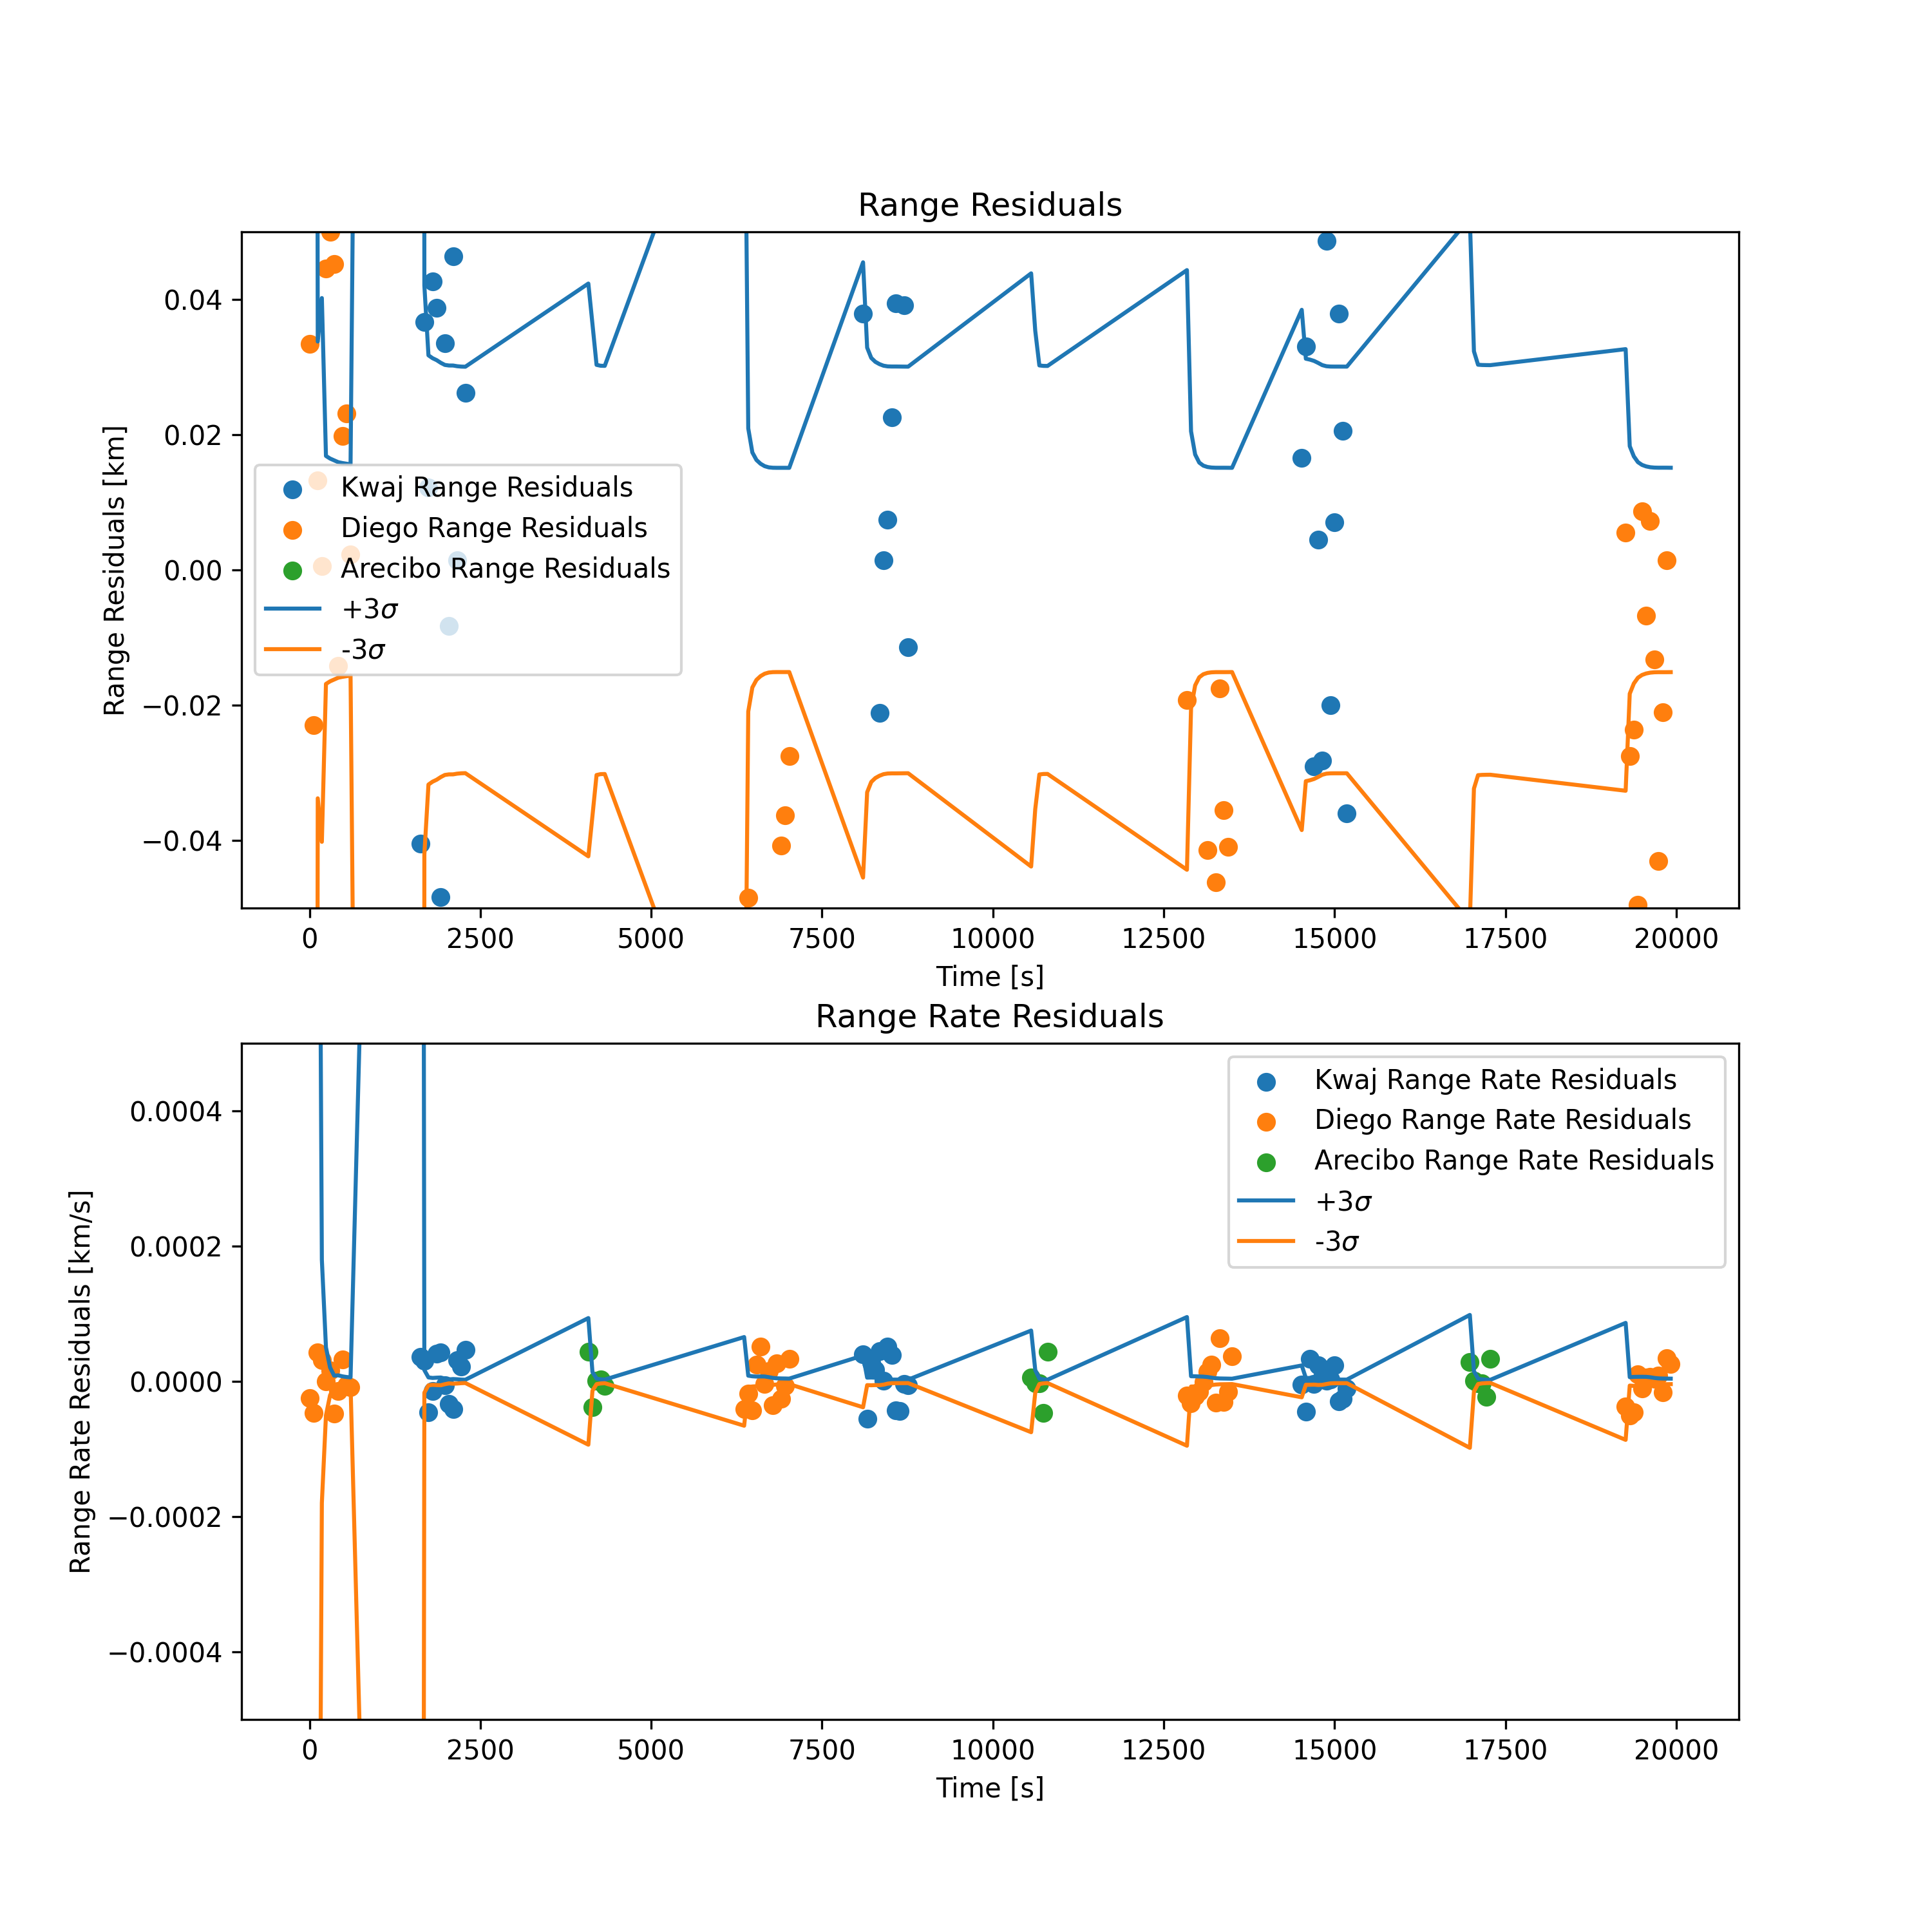 Range Residuals
Range Residuals [km]
0.04
0.02
0.00
−0.02
−0.04
Kwaj Range Residuals
Diego Range Residuals
Arecibo Range Residuals
+3σ
-3σ
0 2500 5000 7500 10000 12500 15000 17500 20000
Time [s]
Range Rate Residuals
Range Rate Residuals [km/s]
0.0004
0.0002
0.0000
−0.0002
−0.0004
Kwaj Range Rate Residuals
Diego Range Rate Residuals
Arecibo Range Rate Residuals
+3σ
-3σ
0 2500 5000 7500 10000 12500 15000 17500 20000
Time [s]